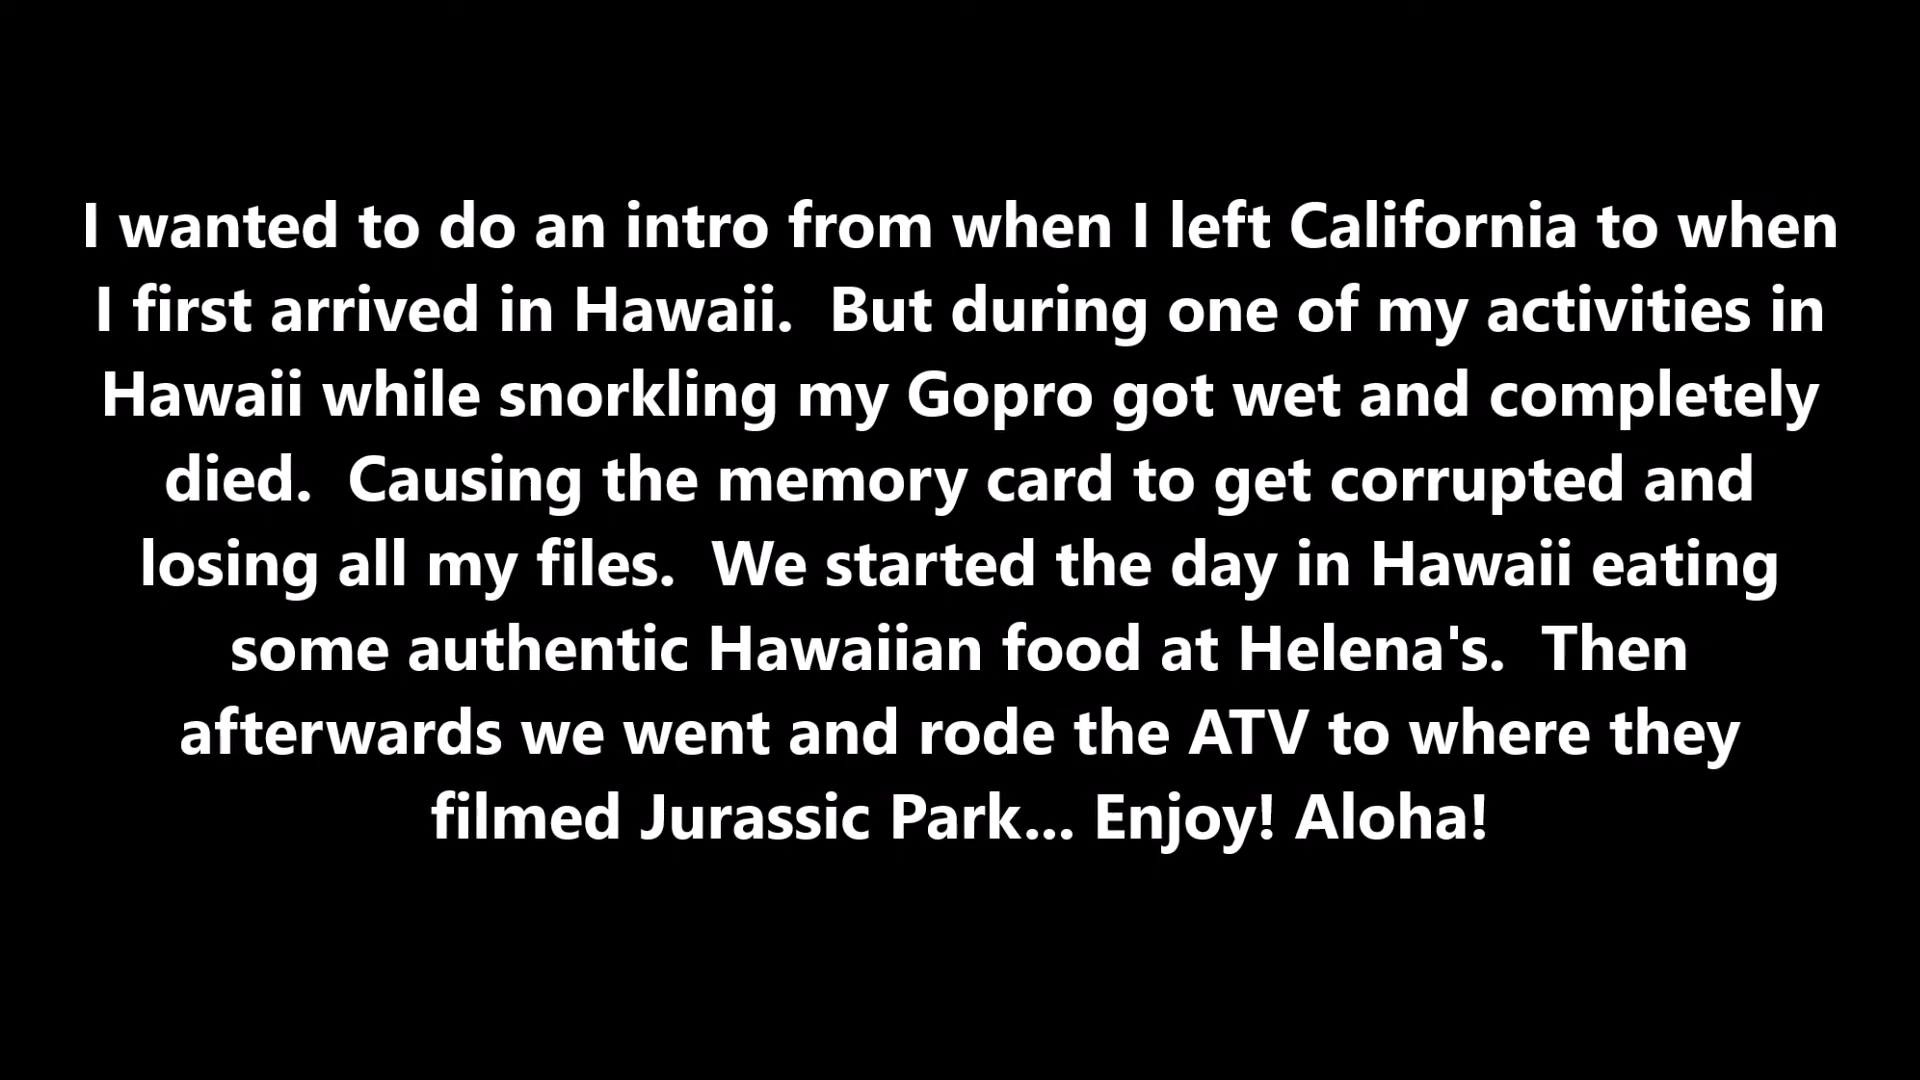 I wanted to do an intro from when I left California to when
I first arrived in Hawaii.  But during one of my activities in
Hawaii while snorkling my Gopro got wet and completely
died.  Causing the memory card to get corrupted and
losing all my files.  We started the day in Hawaii eating
some authentic Hawaiian food at Helena's.  Then
afterwards we went and rode the ATV to where they
filmed Jurassic Park... Enjoy! Aloha!